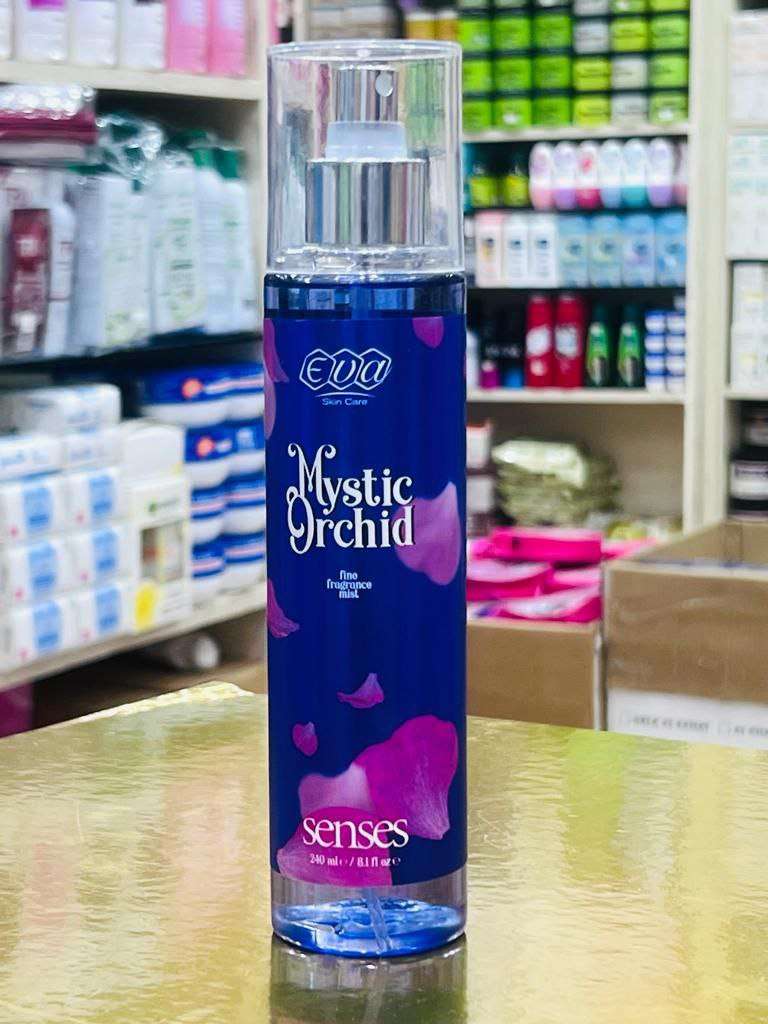 Eva
Skin Care
Mystic
Orchid
fine
fragrance
mist
senses
240 ml e / 8.1 fl oz e